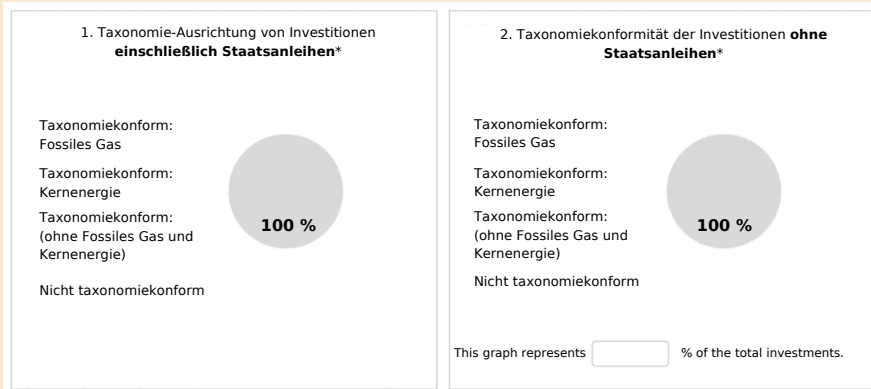 1. Taxonomie-Ausrichtung von Investitionen
einschließlich Staatsanleihen*
Taxonomiekonform:
Fossiles Gas
Taxonomiekonform:
Kernenergie
Taxonomiekonform:
(ohne Fossiles Gas und
Kernenergie)
Nicht taxonomiekonform
100 %
2. Taxonomiekonformität der Investitionen ohne
Staatsanleihen*
Taxonomiekonform:
Fossiles Gas
Taxonomiekonform:
Kernenergie
Taxonomiekonform:
(ohne Fossiles Gas und
Kernenergie)
Nicht taxonomiekonform
100 %
This graph represents % of the total investments.